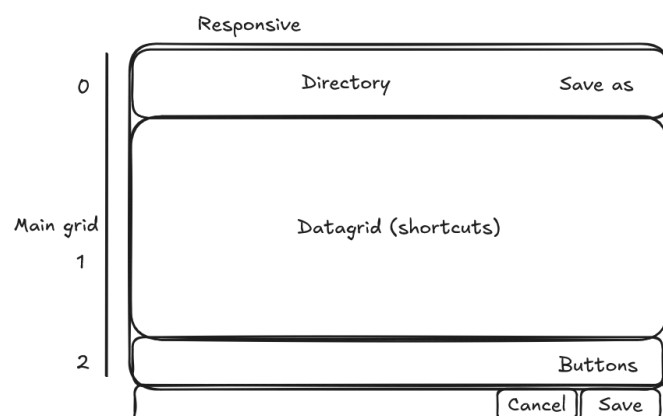 Responsive
0 Directory Save as
Main grid Datagrid (shortcuts)
1
2 Buttons
Cancel Save